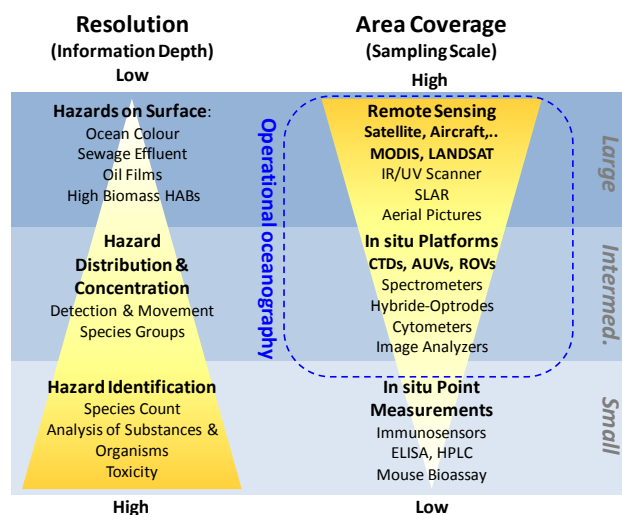 Resolution
(Information Depth)
Low
Hazards on Surface:
Ocean Colour
Sewage Effluent
Oil Films
High Biomass HABs
Hazard
Distribution &
Concentration
Detection & Movement
Species Groups
Hazard Identification
Species Count
Analysis of Substances &
Organisms
Toxicity
High
Operational oceanography
Area Coverage
(Sampling Scale)
High
Remote Sensing
Satellite, Aircraft,..
MODIS, LANDSAT
IR/UV Scanner
SLAR
Aerial Pictures
In situ Platforms
CTDs, AUVs, ROVs
Spectrometers
Hybride-Optrodes
Cytometers
Image Analyzers
In situ Point
Measurements
Immunosensors
ELISA, HPLC
Mouse Bioassay
Low
Large
Intermed.
Small